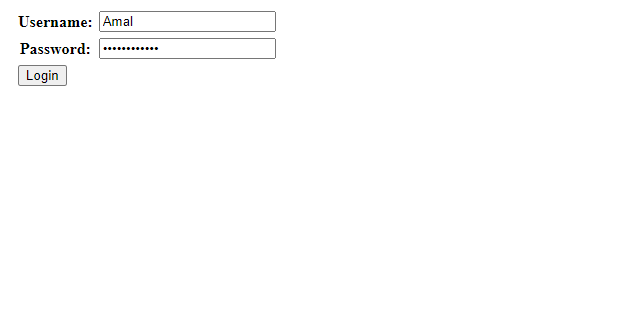 Username: Amal
Password: ••••••••••••
Login